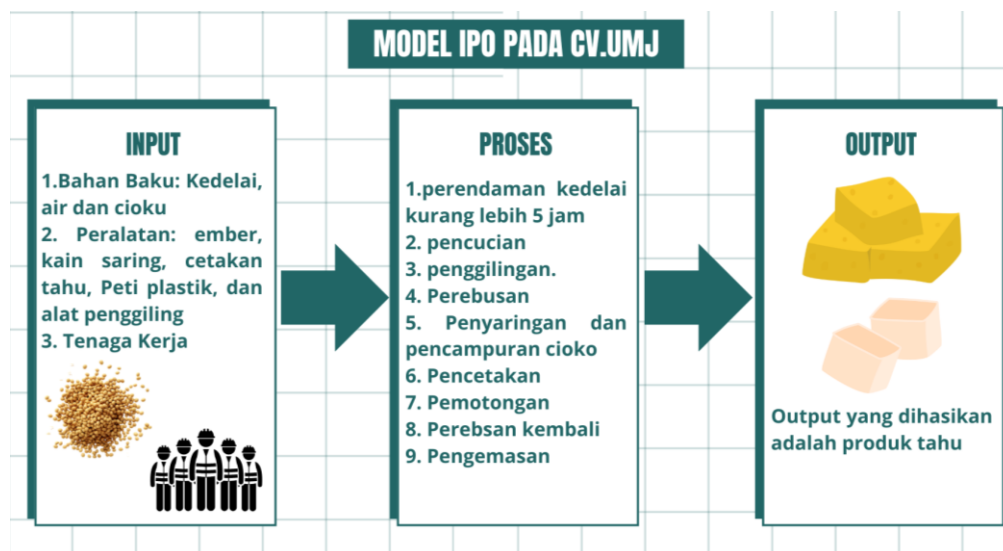 MODEL IPO PADA CV.UMJ
INPUT
1.Bahan Baku: Kedelai,
air dan cioku
2. Peralatan: ember,
kain saring, cetakan
tahu, Peti plastik, dan
alat penggiling
3. Tenaga Kerja
PROSES
1.perendaman kedelai
kurang lebih 5 jam
2. pencucian
3. penggilingan.
4. Perebusan
5. Penyaringan dan
pencampuran cioko
6. Pencetakan
7. Pemotongan
8. Perebsan kembali
9. Pengemasan
OUTPUT
Output yang dihasikan
adalah produk tahu